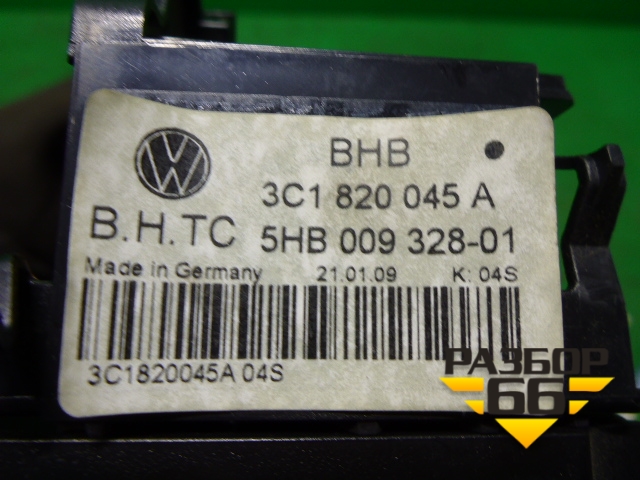 BHB
3C1 820 045 A
B.H.TC 5HB 009 328-01
Made in Germany 21.01.09 K: 04S
3C1820045A 04S
РАЗБОР
66